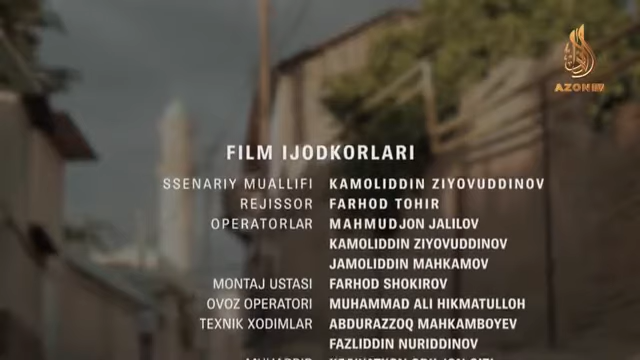 AZON TV
FILM IJODKORLARI
SSENARIY MUALLIFI KAMOLIDDIN ZIYOVUDDINOV
REJISSOR FARHOD TOHIR
OPERATORLAR MAHMUDJON JALILOV
KAMOLIDDIN ZIYOVUDDINOV
JAMOLIDDIN MAHKAMOV
MONTAJ USTASI FARHOD SHOKIROV
OVOZ OPERATORI MUHAMMAD ALI HIKMATULLOH
TEXNIK XODIMLAR ABDURAZZOQ MAHKAMBOYEV
FAZLIDDIN NURIDDINOV